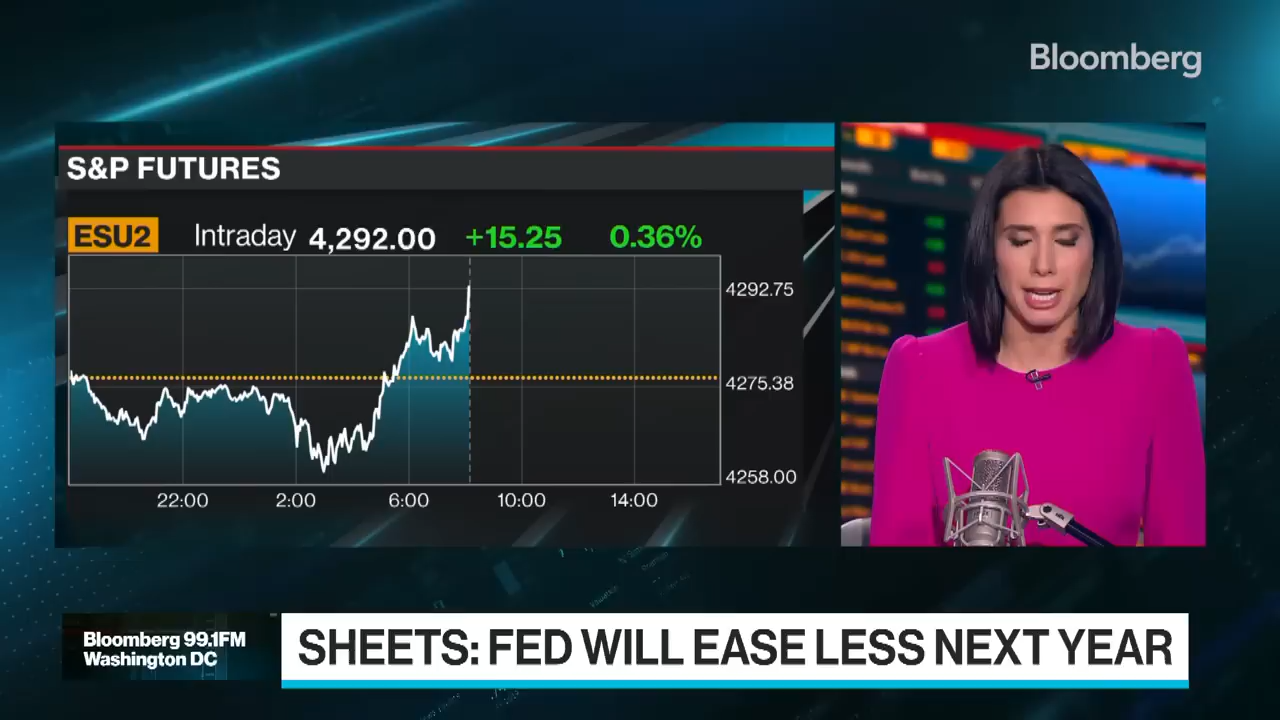 Bloomberg
S&P FUTURES
ESU2 Intraday 4,292.00 +15.25 0.36%
4292.75
4275.38
4258.00
22:00 2:00 6:00 10:00 14:00
Bloomberg 99.1FM
Washington DC
SHEETS: FED WILL EASE LESS NEXT YEAR